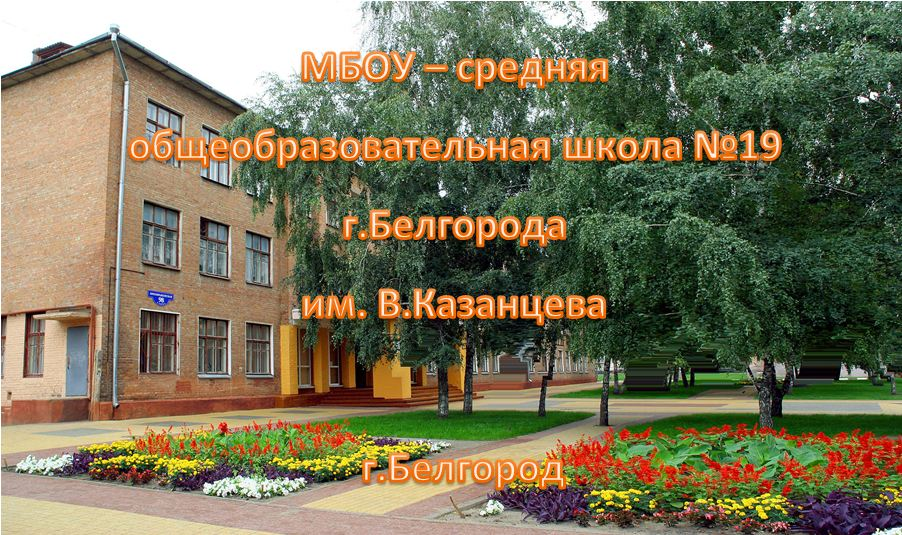 МБОУ – средняя
общеобразовательная школа №19
г.Белгорода
им. В.Казанцева
г.Белгород